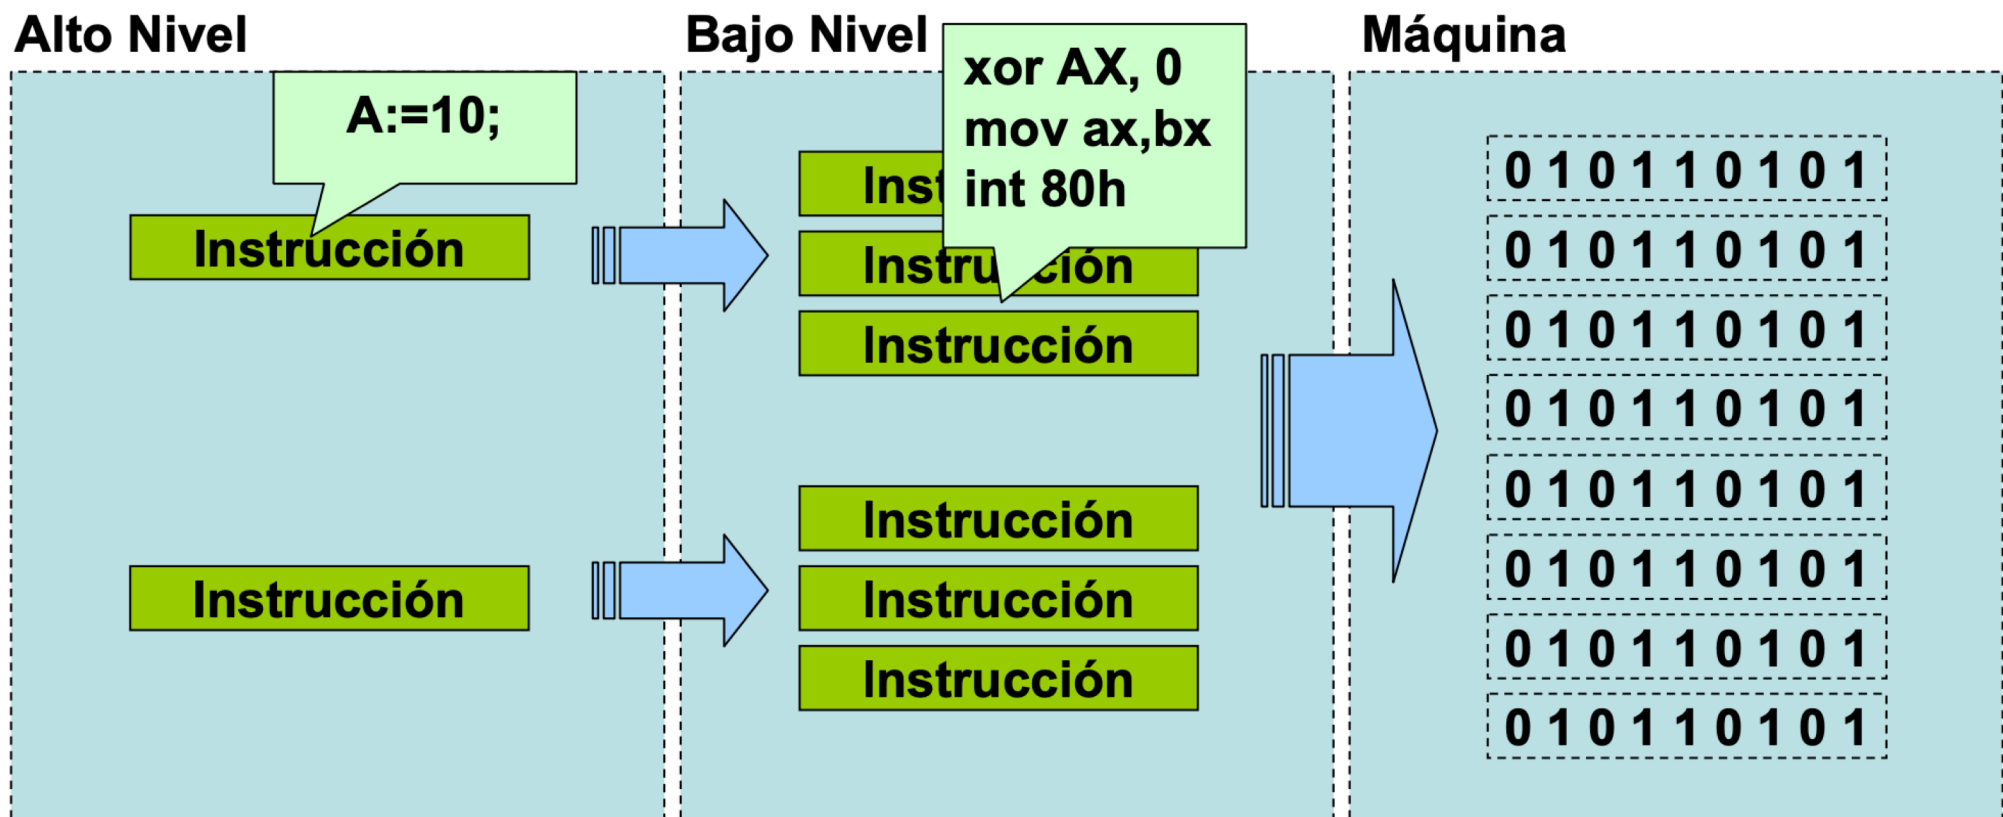 Alto Nivel
A:=10;
Instrucción
Instrucción
Bajo Nivel
xor AX, 0
mov ax,bx
int 80h
Instrucción
Instrucción
Instrucción
Instrucción
Instrucción
Máquina
0 1 0 1 1 0 1 0 1
0 1 0 1 1 0 1 0 1
0 1 0 1 1 0 1 0 1
0 1 0 1 1 0 1 0 1
0 1 0 1 1 0 1 0 1
0 1 0 1 1 0 1 0 1
0 1 0 1 1 0 1 0 1
0 1 0 1 1 0 1 0 1